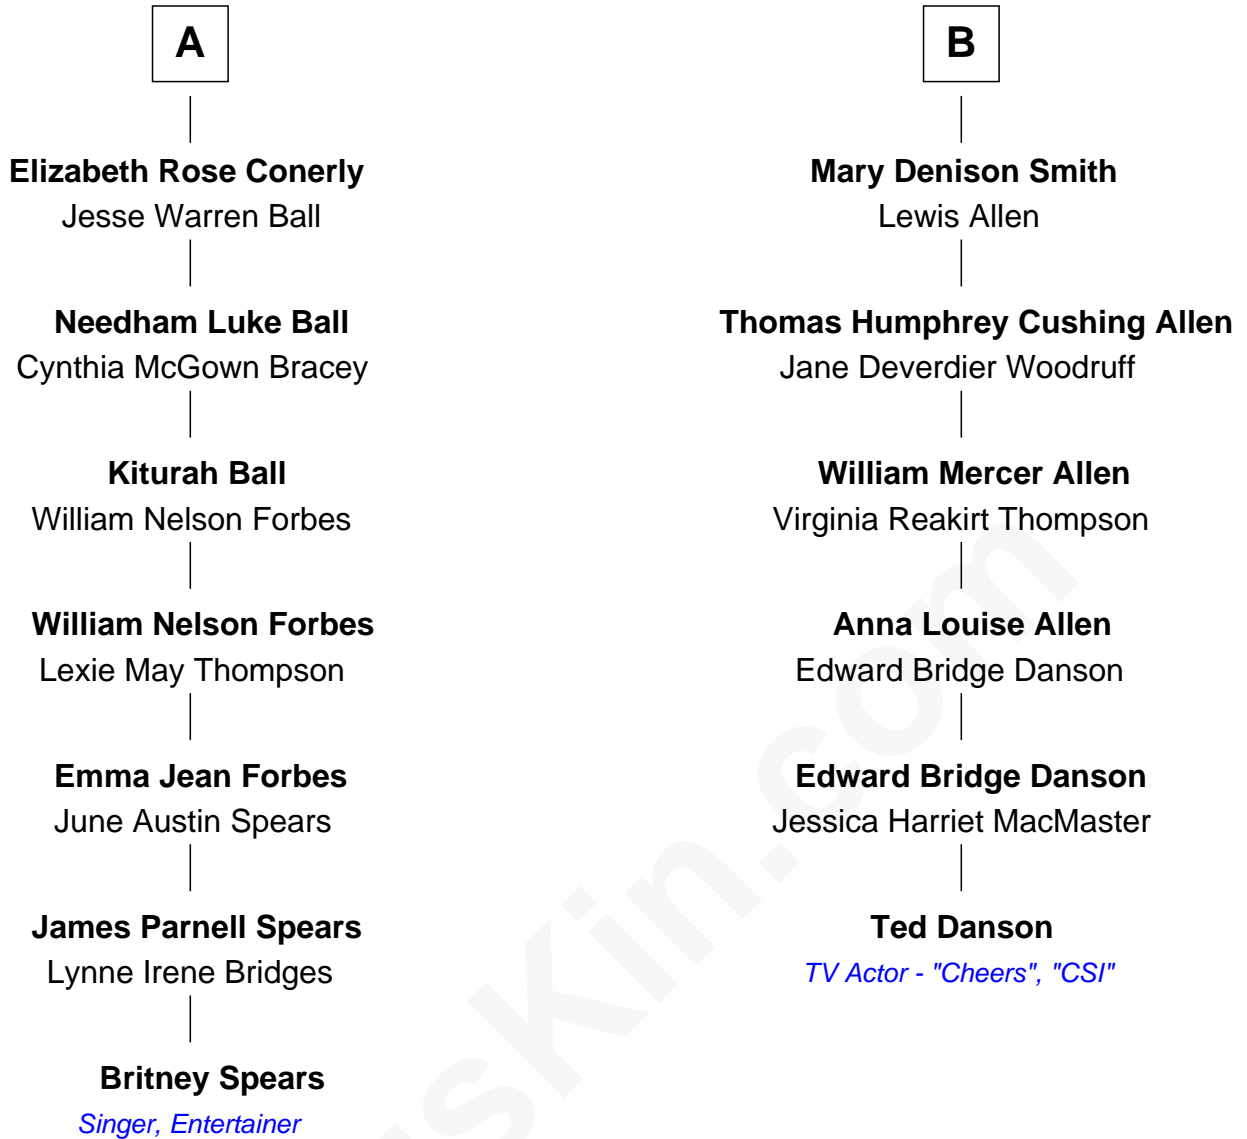 A
Elizabeth Rose Conerly
Jesse Warren Ball
Needham Luke Ball
Cynthia McGown Bracey
Kiturah Ball
William Nelson Forbes
William Nelson Forbes
Lexie May Thompson
Emma Jean Forbes
June Austin Spears
James Parnell Spears
Lynne Irene Bridges
Britney Spears
Singer, Entertainer
B
Mary Denison Smith
Lewis Allen
Thomas Humphrey Cushing Allen
Jane Deverdier Woodruff
William Mercer Allen
Virginia Reakirt Thompson
Anna Louise Allen
Edward Bridge Danson
Edward Bridge Danson
Jessica Harriet MacMaster
Ted Danson
TV Actor - "Cheers", "CSI"